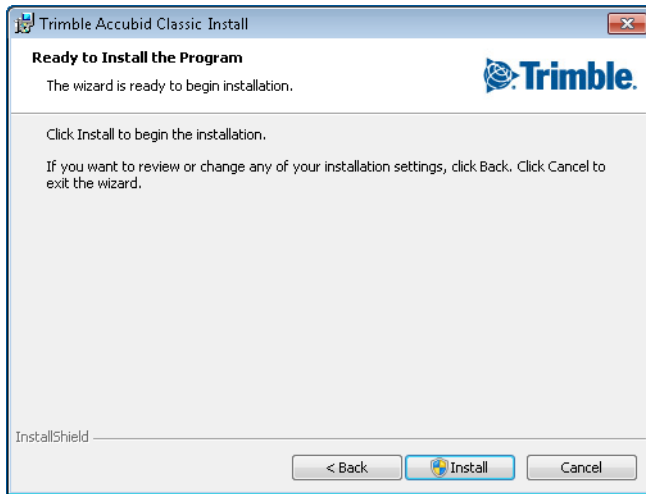 Trimble Accubid Classic Install
Ready to Install the Program
The wizard is ready to begin installation.
Trimble.
Click Install to begin the installation.
If you want to review or change any of your installation settings, click Back. Click Cancel to
exit the wizard.
InstallShield
< Back
Install
Cancel